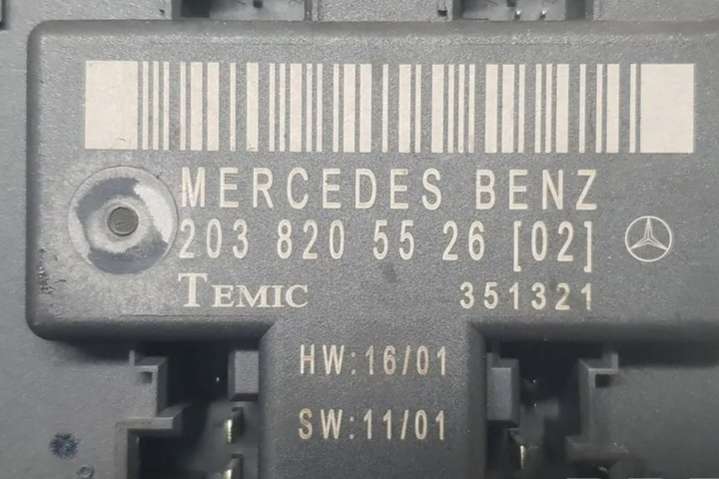 MERCEDES BENZ
203 820 55 26 [02]
TEMIC 351321
HW:16/01
SW:11/01